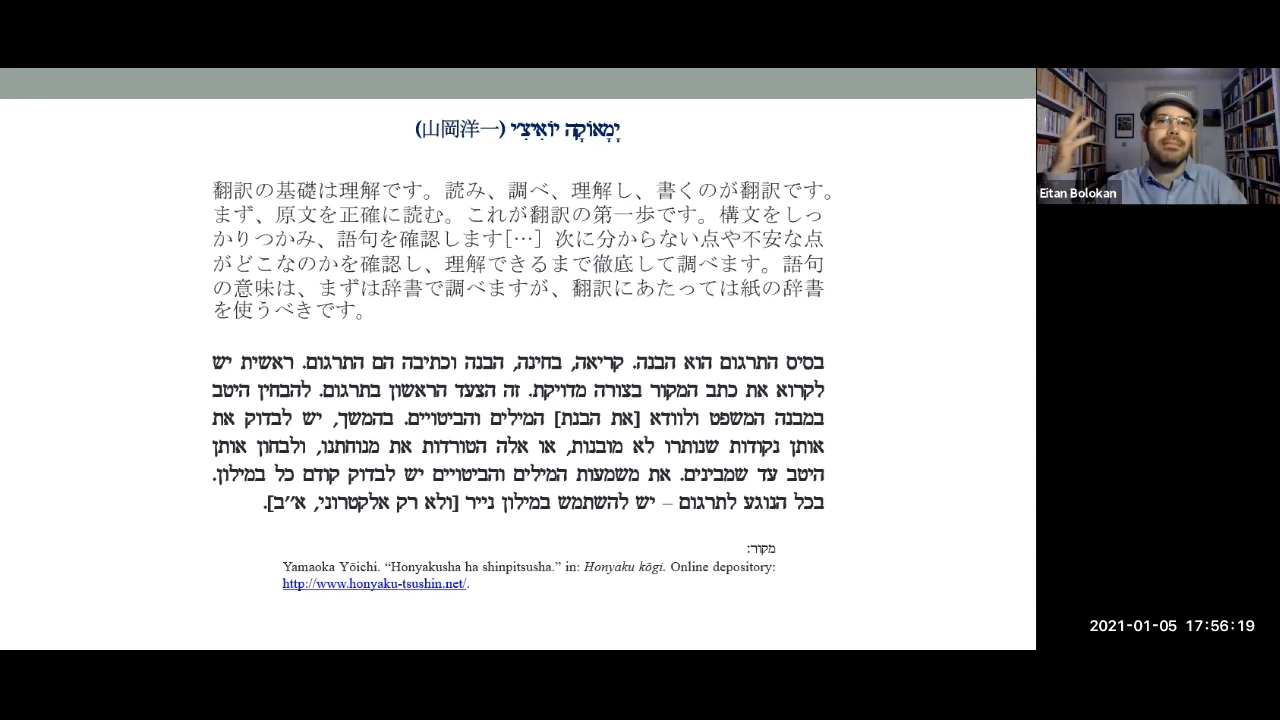 יָמָאוֹקָה יוֹאִיצִ'י (山岡洋一)
翻訳の基礎は理解です。読み、調べ、理解し、書くのが翻訳です。
まず、原文を正確に読む。これが翻訳の第一歩です。構文をしっ
かりつかみ、語句を確認します[…] 次に分からない点や不安な点
がどこなのかを確認し、理解できるまで徹底して調べます。語句
の意味は、まずは辞書で調べますが、翻訳にあたっては紙の辞書
を使うべきです。
בסיס התרגום הוא הבנה. קריאה, בחינה, הבנה וכתיבה הם התרגום. ראשית יש
לקרוא את כתב המקור בצורה מדויקת. זה הצעד הראשון בתרגום. להבחין היטב
במבנה המשפט ולוודא [את הבנת] המילים והביטויים. בהמשך, יש לבדוק את
אותן נקודות שנותרו לא מובנות, או אלה הטורדות את מנוחתנו, ולבחון אותן
היטב עד שמבינים. את משמעות המילים והביטויים יש לבדוק קודם כל במילון.
בכל הנוגע לתרגום – יש להשתמש במילון נייר [ולא רק אלקטרוני, א״ב].
מקור:
Yamaoka Yōichi. “Honyakusha ha shinpitsusha.” in: Honyaku kōgi. Online depository:
http://www.honyaku-tsushin.net/.
Eitan Bolokan
2021-01-05 17:56:19